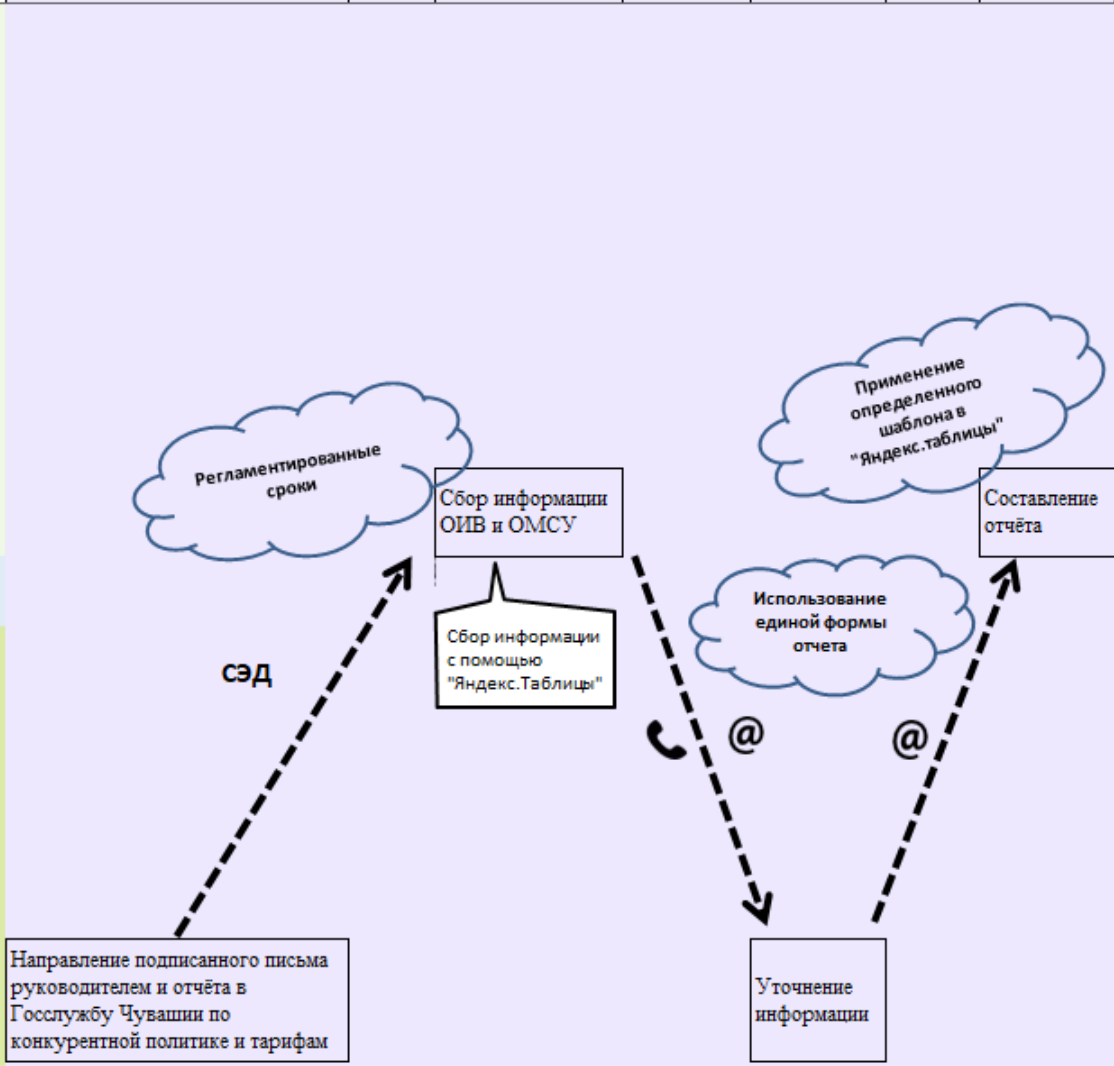 Применение
определенного
шаблона в
"Яндекс.таблицы"
Регламентированные
сроки
Сбор информации
ОИВ и ОМСУ
Составление
отчёта
Использование
единой формы
отчета
Сбор информации
с помощью
"Яндекс.Таблицы"
СЭД
@
@
Направление подписанного письма
руководителем и отчёта в
Госслужбу Чувашии по
конкурентной политике и тарифам
Уточнение
информации